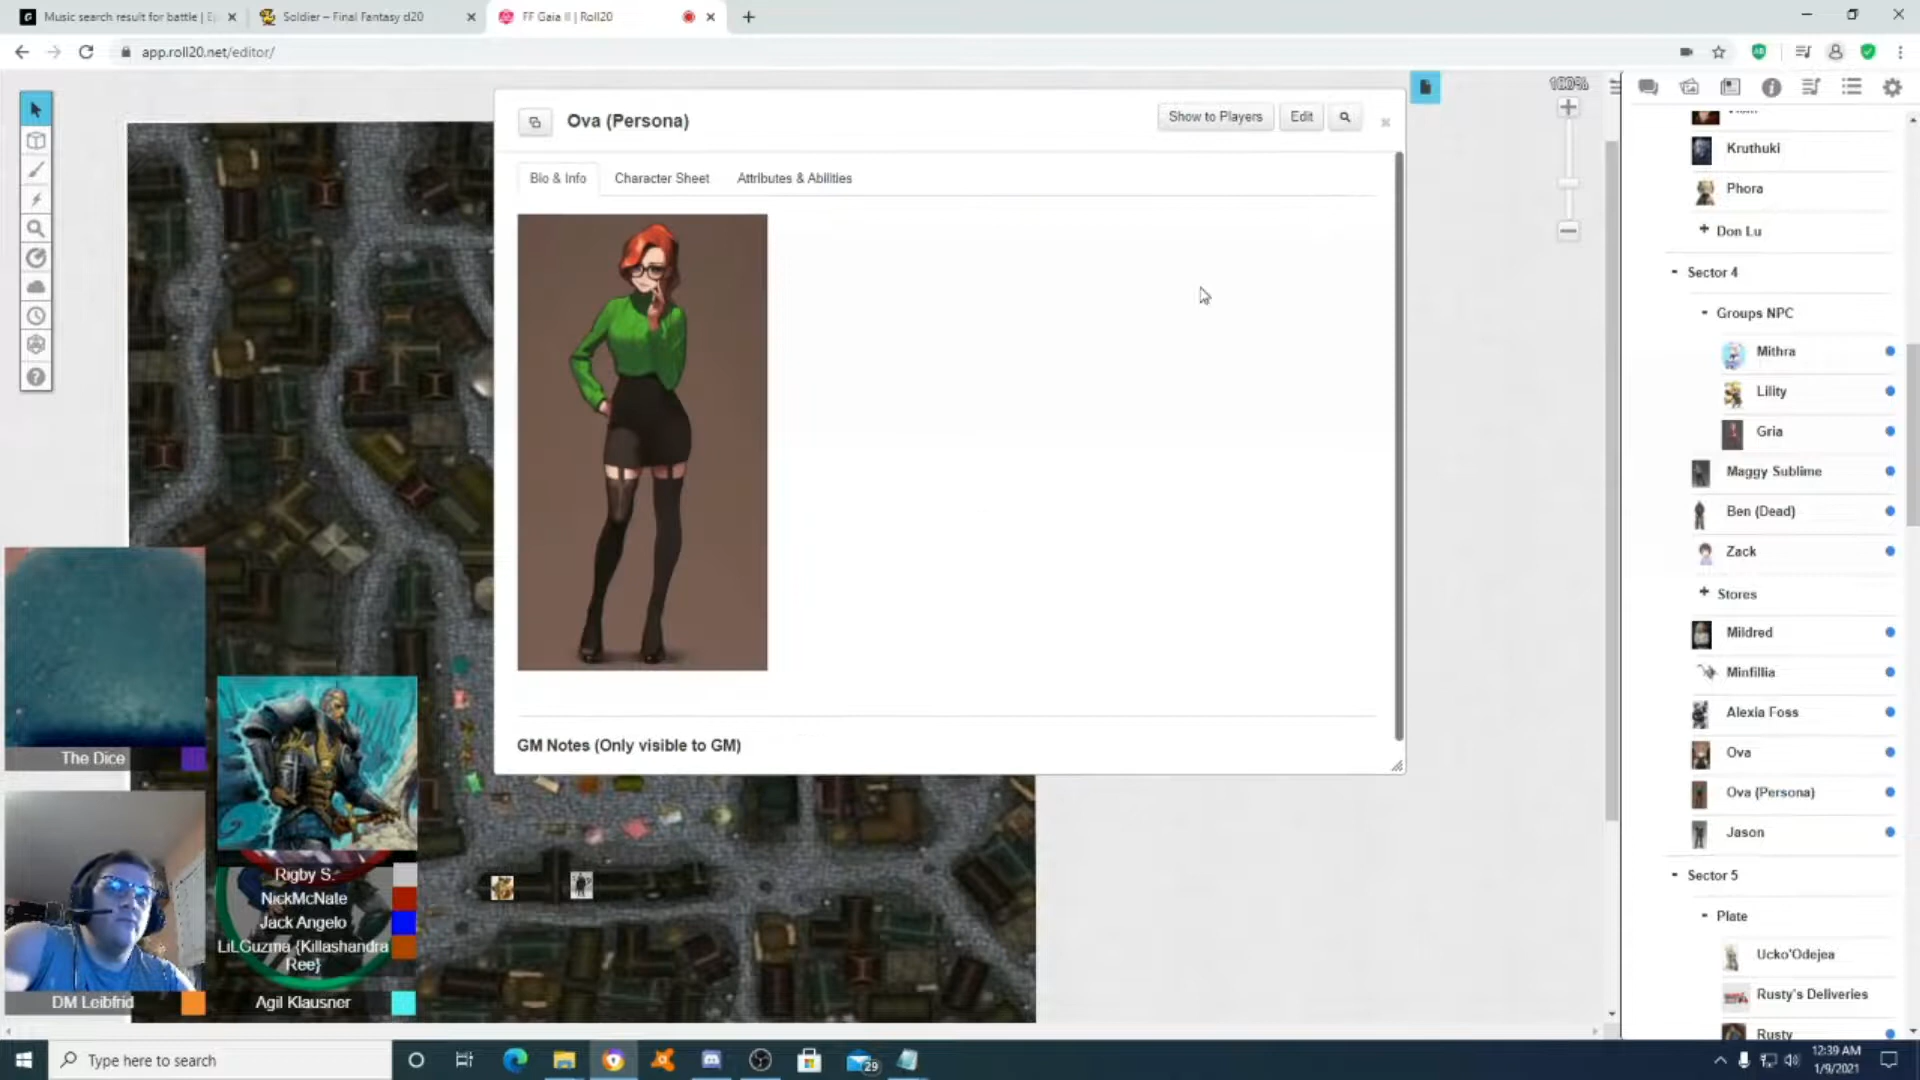 Music search result for battle | Ep
Soldier – Final Fantasy d20
FF Gaia II | Roll20
app.roll20.net/editor/
100%
Ova (Persona)
Show to Players
Edit
Bio & Info
Character Sheet
Attributes & Abilities
GM Notes (Only visible to GM)
Kruthuki
Phora
Don Lu
Sector 4
Groups NPC
Mithra
Lility
Gria
Maggy Sublime
Ben (Dead)
Zack
Stores
Mildred
Minfillia
Alexia Foss
Ova
Ova (Persona)
Jason
Sector 5
Plate
Ucko'Odejea
Rusty's Deliveries
Rusty
The Dice
DM Leibfrid
Rigby S.
NickMcNate
Jack Angelo
LiLGuzma {Killashandra
Ree}
Agil Klausner
Type here to search
29
12:39 AM
1/9/2021